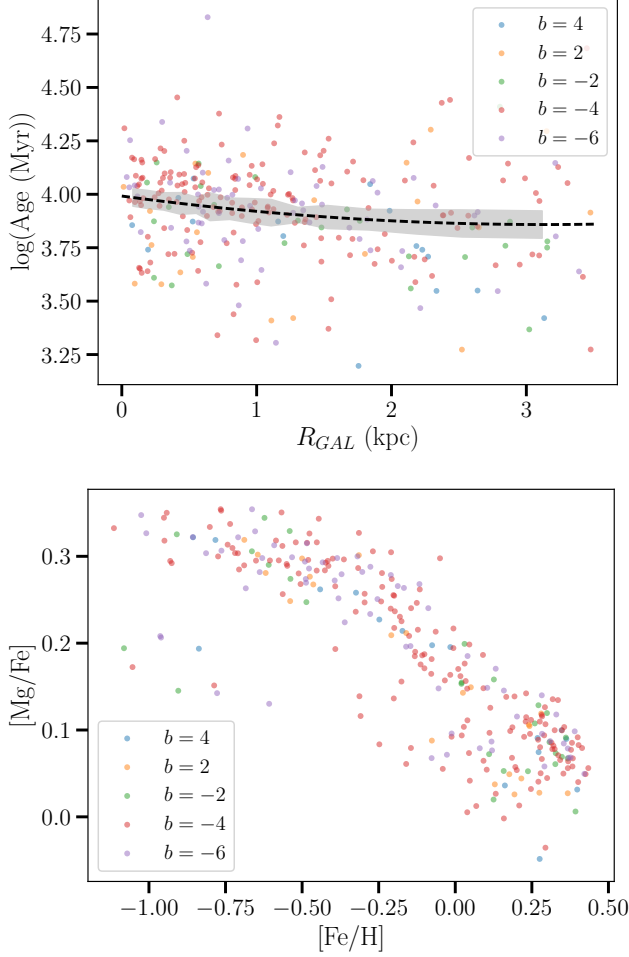 4.75
4.50
4.25
4.00
3.75
3.50
3.25
log(Age (Myr))
b = 4
b = 2
b = −2
b = −4
b = −6
0
1
2
3
R_{GAL} (kpc)
0.3
0.2
0.1
0.0
[Mg/Fe]
b = 4
b = 2
b = −2
b = −4
b = −6
−1.00
−0.75
−0.50
−0.25
0.00
0.25
0.50
[Fe/H]